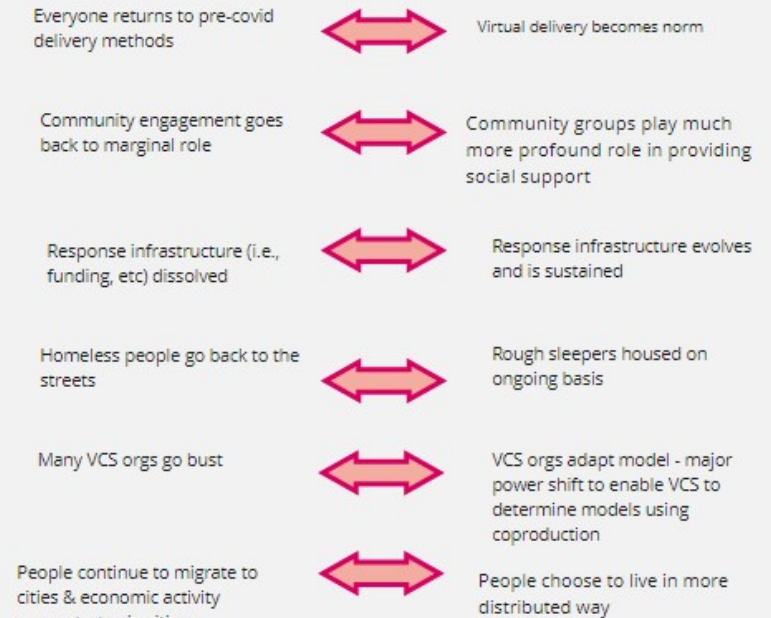 Everyone returns to pre-covid
delivery methods
Virtual delivery becomes norm
Community engagement goes
back to marginal role
Community groups play much
more profound role in providing
social support
Response infrastructure (i.e.,
funding, etc) dissolved
Response infrastructure evolves
and is sustained
Homeless people go back to the
streets
Rough sleepers housed on
ongoing basis
Many VCS orgs go bust
VCS orgs adapt model - major
power shift to enable VCS to
determine models using
coproduction
People continue to migrate to
cities & economic activity
People choose to live in more
distributed way